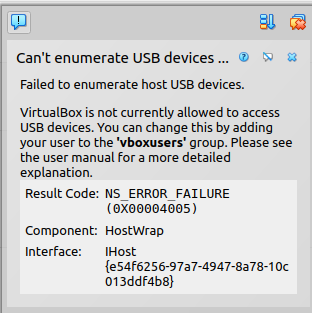 Can't enumerate USB devices ...
Failed to enumerate host USB devices.
VirtualBox is not currently allowed to access
USB devices. You can change this by adding
your user to the 'vboxusers' group. Please see
the user manual for a more detailed
explanation.
Result Code: NS_ERROR_FAILURE
(0X00004005)
Component: HostWrap
Interface: IHost
{e54f6256-97a7-4947-8a78-10c
013ddf4b8}